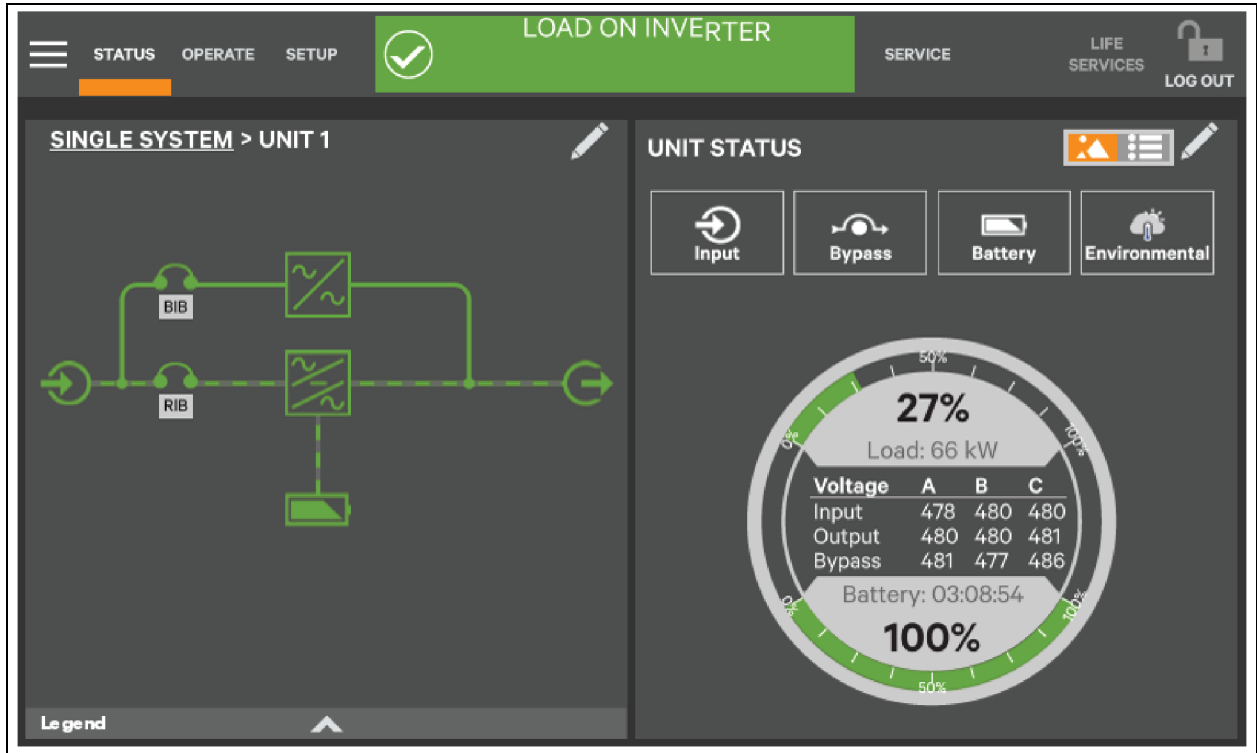 LOAD ON INVERTER
STATUS OPERATE SETUP SERVICE LIFE
SERVICES
LOG OUT
SINGLE SYSTEM > UNIT 1
BIB
RIB
Legend
UNIT STATUS
Input Bypass Battery Environmental
50%
0% 100%
27%
Load: 66 kW
Voltage A B C
Input 478 480 480
Output 480 480 481
Bypass 481 477 486
Battery: 03:08:54
0% 100%
100%
50%